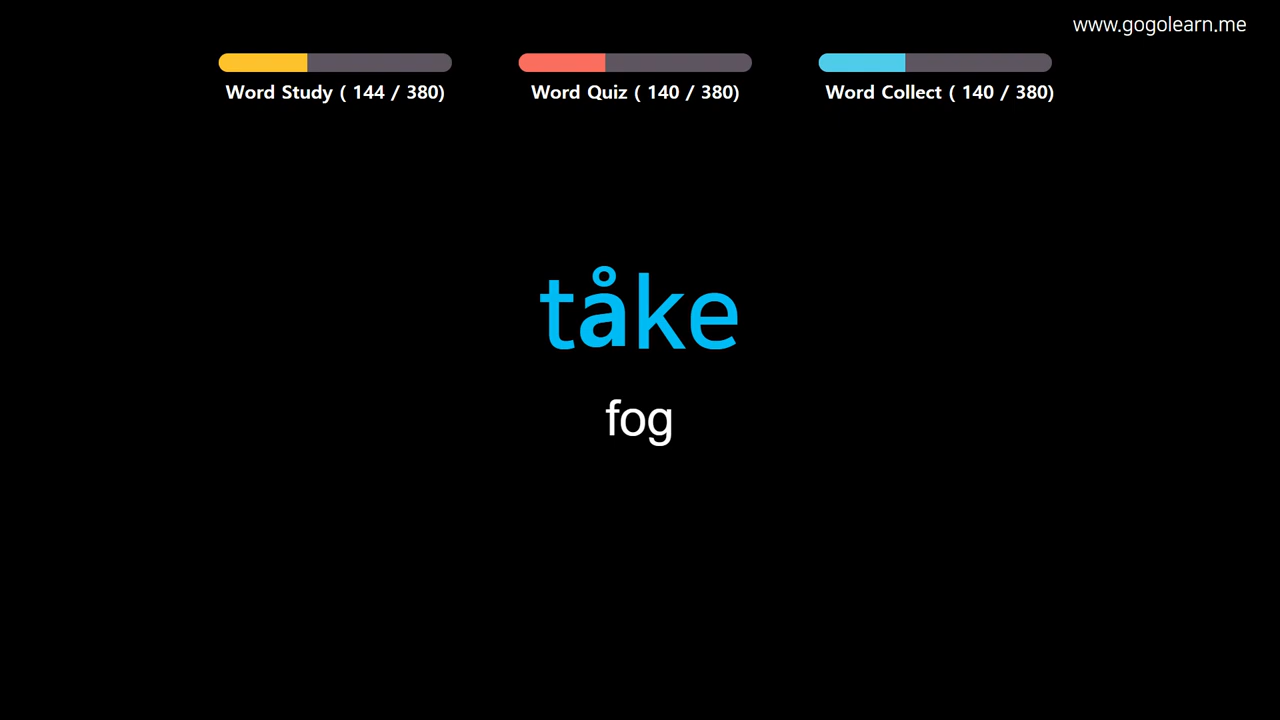 www.gogolearn.me
Word Study ( 144 / 380)
Word Quiz ( 140 / 380)
Word Collect ( 140 / 380)
tåke
fog